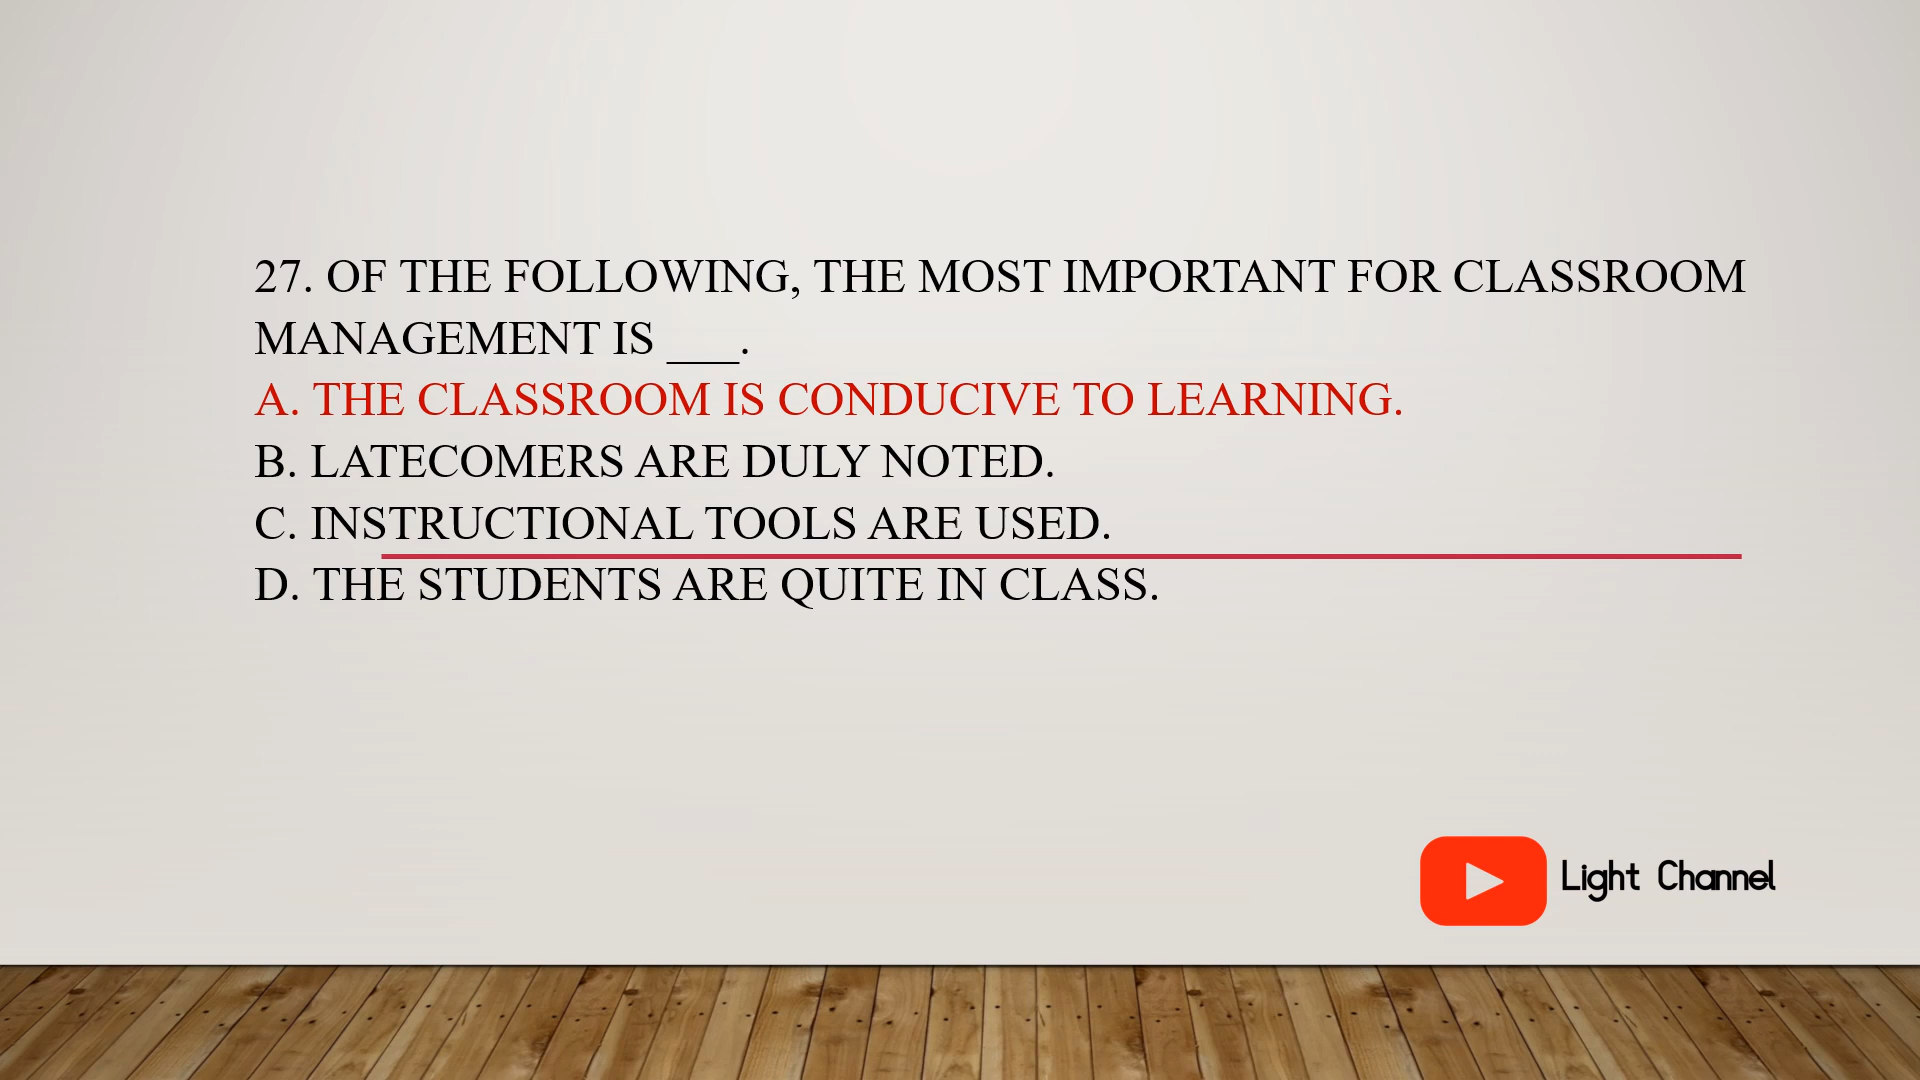 27. OF THE FOLLOWING, THE MOST IMPORTANT FOR CLASSROOM
MANAGEMENT IS ___.
A. THE CLASSROOM IS CONDUCIVE TO LEARNING.
B. LATECOMERS ARE DULY NOTED.
C. INSTRUCTIONAL TOOLS ARE USED.
D. THE STUDENTS ARE QUITE IN CLASS.
Light Channel